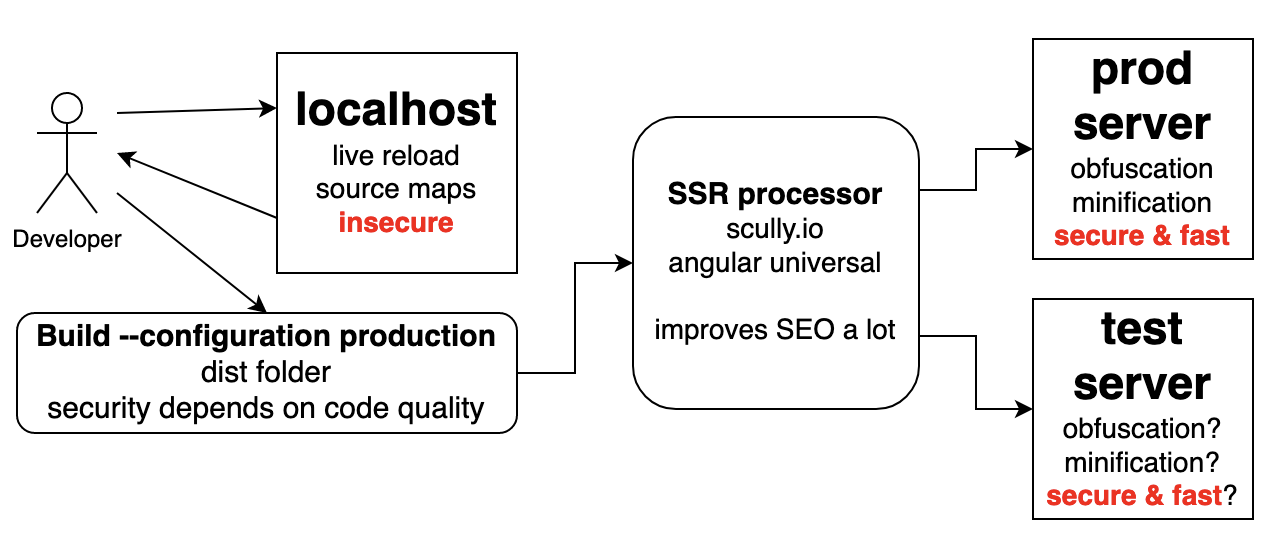 Developer
localhost
live reload
source maps
insecure
Build --configuration production
dist folder
security depends on code quality
SSR processor
scully.io
angular universal
improves SEO a lot
prod
server
obfuscation
minification
secure & fast
test
server
obfuscation?
minification?
secure & fast?